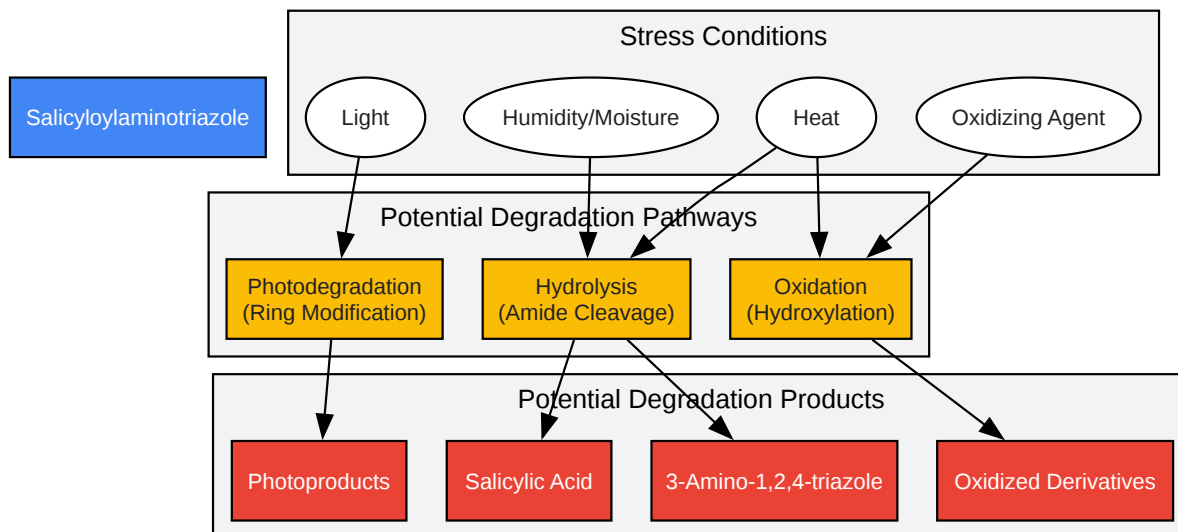 Stress Conditions
Salicyloylaminotriazole
Light
Humidity/Moisture
Heat
Oxidizing Agent
Potential Degradation Pathways
Photodegradation
(Ring Modification)
Hydrolysis
(Amide Cleavage)
Oxidation
(Hydroxylation)
Potential Degradation Products
Photoproducts
Salicylic Acid
3-Amino-1,2,4-triazole
Oxidized Derivatives